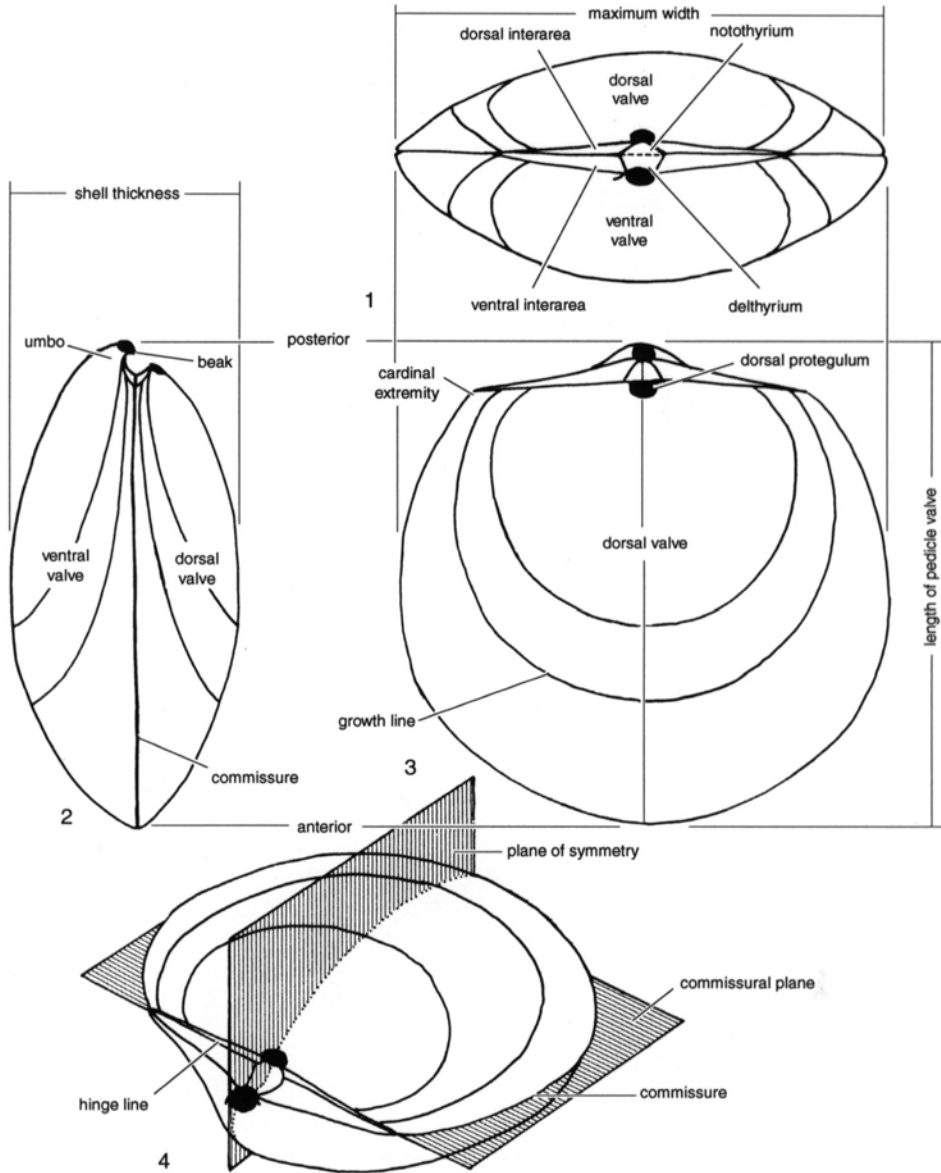 maximum width
dorsal interarea
notothyrium
dorsal
valve
ventral
valve
ventral interarea
delthyrium
1
shell thickness
umbo
beak
ventral
valve
dorsal
valve
commissure
2
posterior
anterior
cardinal
extremity
dorsal protegulum
dorsal valve
growth line
length of pedicle valve
3
plane of symmetry
commissural plane
commissure
hinge line
4